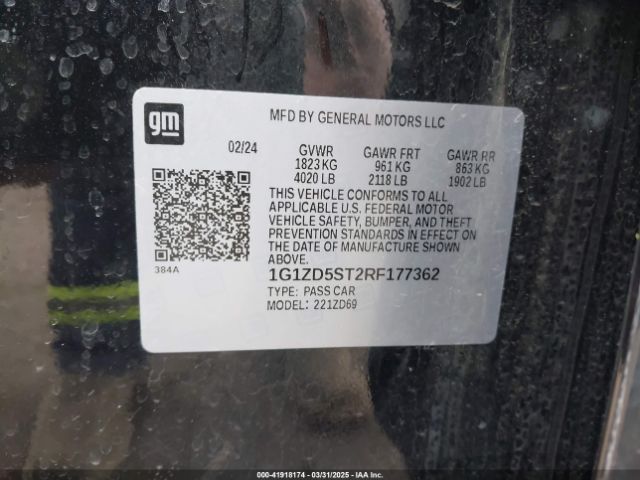 gm
MFD BY GENERAL MOTORS LLC
02/24 GVWR GAWR FRT GAWR RR
1823 KG 961 KG 863 KG
4020 LB 2118 LB 1902 LB
THIS VEHICLE CONFORMS TO ALL
APPLICABLE U.S. FEDERAL MOTOR
VEHICLE SAFETY, BUMPER, AND THEFT
PREVENTION STANDARDS IN EFFECT ON
THE DATE OF MANUFACTURE SHOWN
ABOVE.
384A
1G1ZD5ST2RF177362
TYPE: PASS CAR
MODEL: 221ZD69
000-41918174 - 03/31/2025 - IAAI.COM